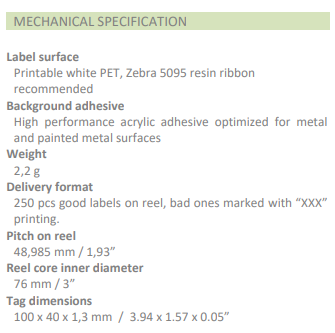 MECHANICAL SPECIFICATION
Label surface
Printable white PET, Zebra 5095 resin ribbon
recommended
Background adhesive
High performance acrylic adhesive optimized for metal
and painted metal surfaces
Weight
2,2 g
Delivery format
250 pcs good labels on reel, bad ones marked with “XXX”
printing.
Pitch on reel
48,985 mm / 1,93”
Reel core inner diameter
76 mm / 3”
Tag dimensions
100 x 40 x 1,3 mm / 3.94 x 1.57 x 0.05”